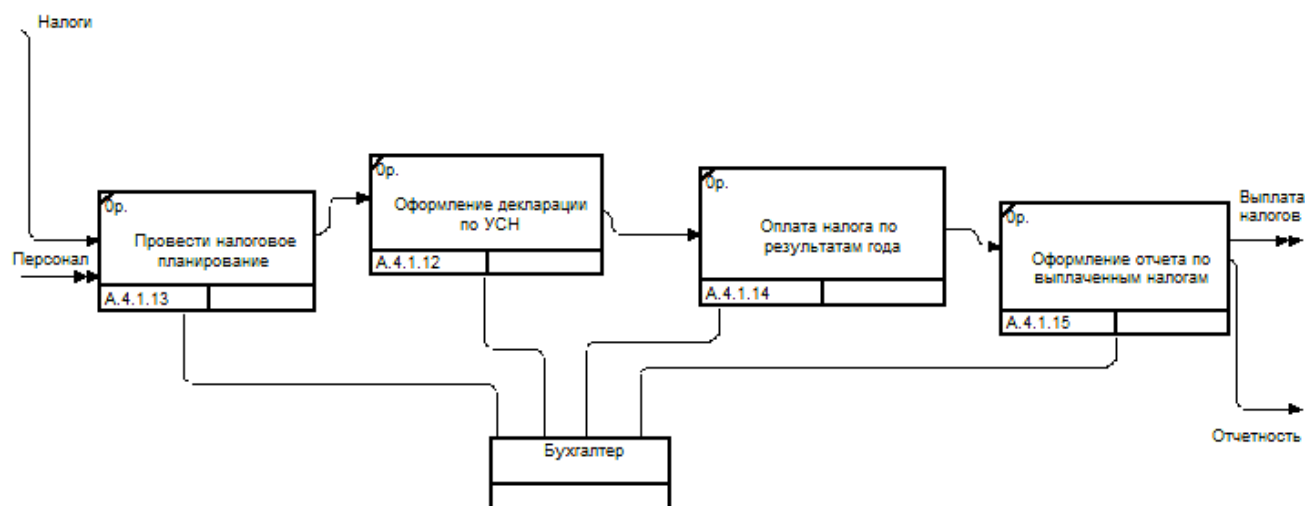 Налоги
Персонал
0р.
Провести налоговое
планирование
А.4.1.13
0р.
Оформление декларации
по УСН
А.4.1.12
0р.
Оплата налога по
результатам года
А.4.1.14
0р.
Оформление отчета по
выплаченным налогам
А.4.1.15
Выплата
налогов
Отчетность
Бухгалтер